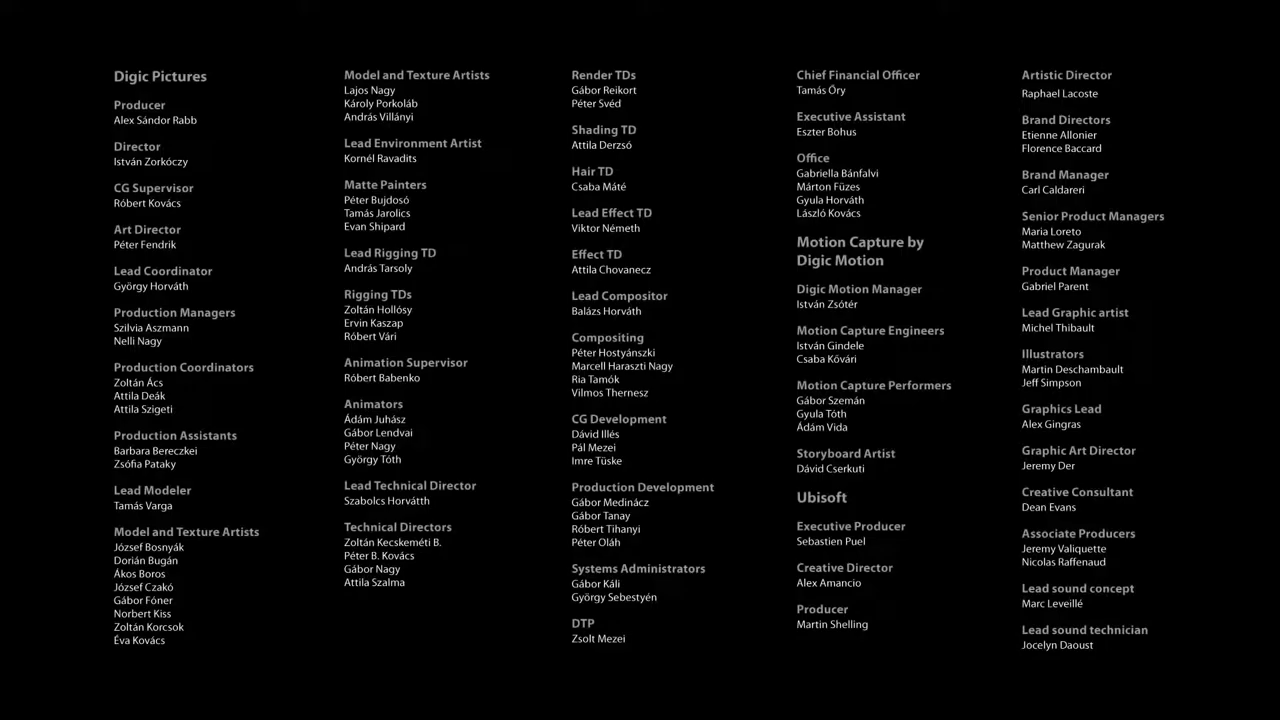 Digic Pictures
Producer
Alex Sándor Rabb
Director
István Zorkóczy
CG Supervisor
Róbert Kovács
Art Director
Péter Fendrik
Lead Coordinator
György Horváth
Production Managers
Szilvia Aszmann
Nelli Nagy
Production Coordinators
Zoltán Ács
Attila Deák
Attila Szigeti
Production Assistants
Barbara Bereczkei
Zsófia Pataky
Lead Modeler
Tamás Varga
Model and Texture Artists
József Bosnyák
Dorián Bugán
Ákos Boros
József Czakó
Gábor Fóner
Norbert Kiss
Zoltán Korcsok
Éva Kovács
Model and Texture Artists
Lajos Nagy
Károly Porkoláb
András Villányi
Lead Environment Artist
Kornél Ravadits
Matte Painters
Péter Bujdosó
Tamás Jarolics
Evan Shipard
Lead Rigging TD
András Tarsoly
Rigging TDs
Zoltán Hollósy
Ervin Kaszap
Róbert Vári
Animation Supervisor
Róbert Babenko
Animators
Ádám Juhász
Gábor Lendvai
Péter Nagy
György Tóth
Lead Technical Director
Szabolcs Horvátth
Technical Directors
Zoltán Kecskeméti B.
Péter B. Kovács
Gábor Nagy
Attila Szalma
Render TDs
Gábor Reikort
Péter Svéd
Shading TD
Attila Derzsó
Hair TD
Csaba Máté
Lead Effect TD
Viktor Németh
Effect TD
Attila Chovanecz
Lead Compositor
Balázs Horváth
Compositing
Péter Hostyánszki
Marcell Haraszti Nagy
Ria Tamók
Vilmos Thernesz
CG Development
Dávid Illés
Pál Mezei
Imre Tüske
Production Development
Gábor Medinácz
Gábor Tanay
Róbert Tihanyi
Péter Oláh
Systems Administrators
Gábor Káli
György Sebestyén
DTP
Zsolt Mezei
Chief Financial Officer
Tamás Őry
Executive Assistant
Eszter Bohus
Office
Gabriella Bánfalvi
Márton Füzes
Gyula Horváth
László Kovács
Motion Capture by
Digic Motion
Digic Motion Manager
István Zsótér
Motion Capture Engineers
István Gindele
Csaba Kővári
Motion Capture Performers
Gábor Szemán
Gyula Tóth
Ádám Vida
Storyboard Artist
Dávid Cserkuti
Ubisoft
Executive Producer
Sebastien Puel
Creative Director
Alex Amancio
Producer
Martin Shelling
Artistic Director
Raphael Lacoste
Brand Directors
Etienne Allonier
Florence Baccard
Brand Manager
Carl Caldareri
Senior Product Managers
Maria Loreto
Matthew Zagurak
Product Manager
Gabriel Parent
Lead Graphic artist
Michel Thibault
Illustrators
Martin Deschambault
Jeff Simpson
Graphics Lead
Alex Gingras
Graphic Art Director
Jeremy Der
Creative Consultant
Dean Evans
Associate Producers
Jeremy Valiquette
Nicolas Raffenaud
Lead sound concept
Marc Leveillé
Lead sound technician
Jocelyn Daoust